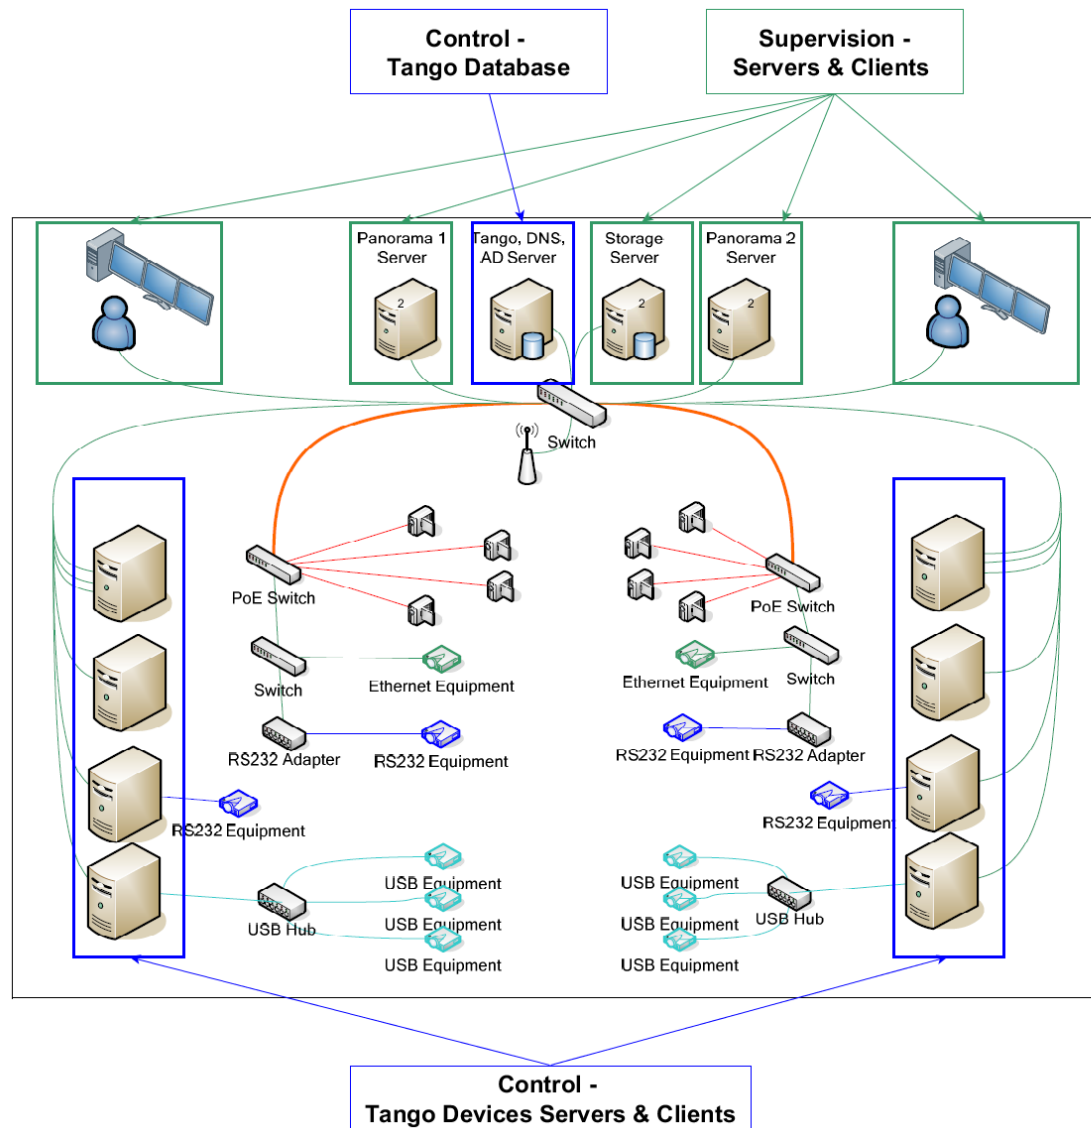 Control -
Tango Database
Supervision -
Servers & Clients
Panorama 1
Server
2
Tango, DNS,
AD Server
Storage
Server
2
Panorama 2
Server
2
Switch
PoE Switch
PoE Switch
Switch
Ethernet Equipment
Ethernet Equipment
Switch
RS232 Adapter
RS232 Equipment
RS232 Equipment
RS232 Adapter
RS232 Equipment
RS232 Equipment
USB Equipment
USB Equipment
USB Equipment
USB Hub
USB Equipment
USB Equipment
USB Equipment
USB Hub
Control -
Tango Devices Servers & Clients